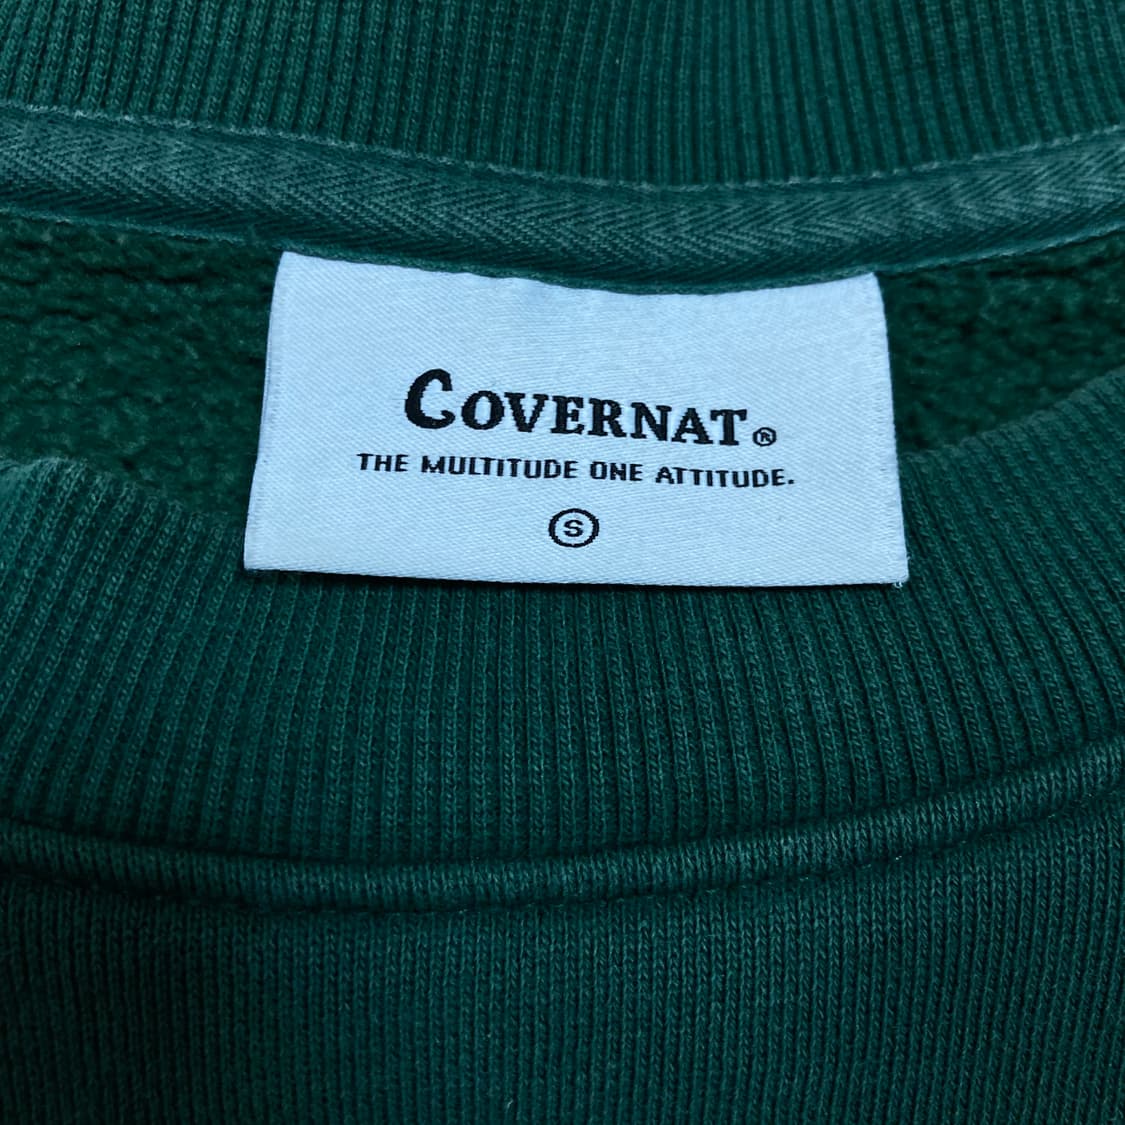 COVERNAT®
THE MULTITUDE ONE ATTITUDE.
S